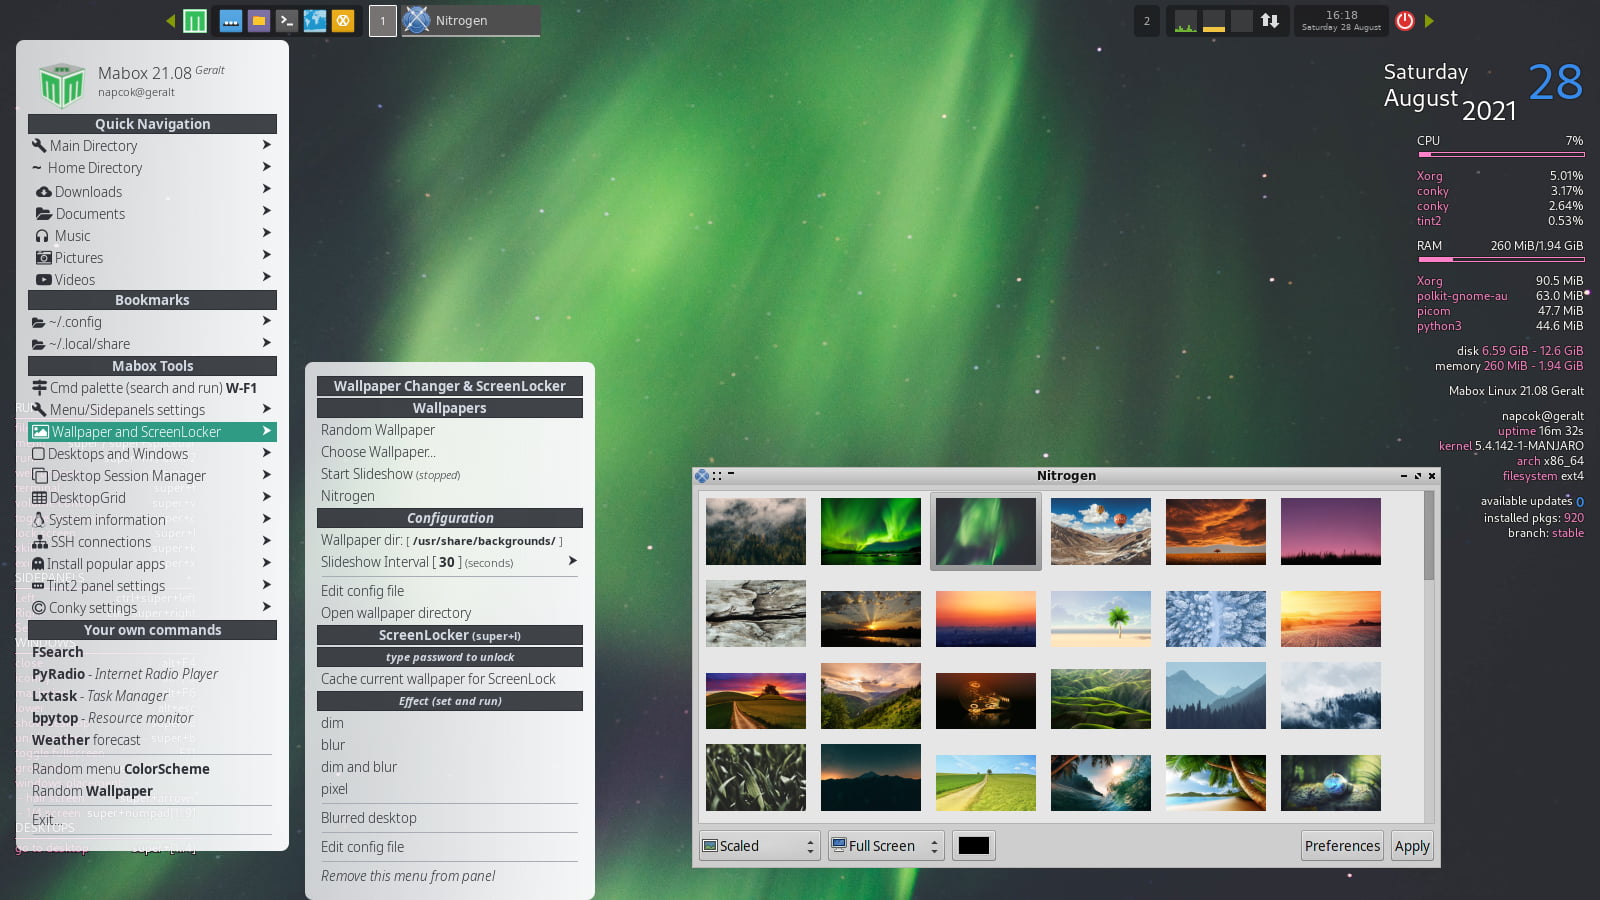 1
Nitrogen
2
16:18
Saturday 28 August
Mabox 21.08 Geralt
napcok@geralt
Quick Navigation
Main Directory
~ Home Directory
Downloads
Documents
Music
Pictures
Videos
Bookmarks
~/.config
~/.local/share
Mabox Tools
Cmd palette (search and run) W-F1
Menu/Sidepanels settings
Wallpaper and ScreenLocker
Desktops and Windows
Desktop Session Manager
DesktopGrid
System information
SSH connections
Install popular apps
Tint2 panel settings
Conky settings
Your own commands
FSearch
PyRadio - Internet Radio Player
Lxtask - Task Manager
bpytop - Resource monitor
Weather forecast
Random menu ColorScheme
Random Wallpaper
Exit...
DESKTOPS
go to desktop super+[1..4]
Wallpaper Changer & ScreenLocker
Wallpapers
Random Wallpaper
Choose Wallpaper...
Start Slideshow (stopped)
Nitrogen
Configuration
Wallpaper dir: [ /usr/share/backgrounds/ ]
Slideshow Interval [ 30 ] (seconds)
Edit config file
Open wallpaper directory
ScreenLocker (super+l)
type password to unlock
Cache current wallpaper for ScreenLock
Effect (set and run)
dim
blur
dim and blur
pixel
Blurred desktop
Edit config file
Remove this menu from panel
Nitrogen
Scaled
Full Screen
Preferences
Apply
Saturday 28
August 2021
CPU 7%
Xorg 5.01%
conky 3.17%
conky 2.64%
tint2 0.53%
RAM 260 MiB/1.94 GiB
Xorg 90.5 MiB
polkit-gnome-au 63.0 MiB
picom 47.7 MiB
python3 44.6 MiB
disk 6.59 GiB - 12.6 GiB
memory 260 MiB - 1.94 GiB
Mabox Linux 21.08 Geralt
napcok@geralt
uptime 16m 32s
kernel 5.4.142-1-MANJARO
arch x86_64
filesystem ext4
available updates 0
installed pkgs: 920
branch: stable